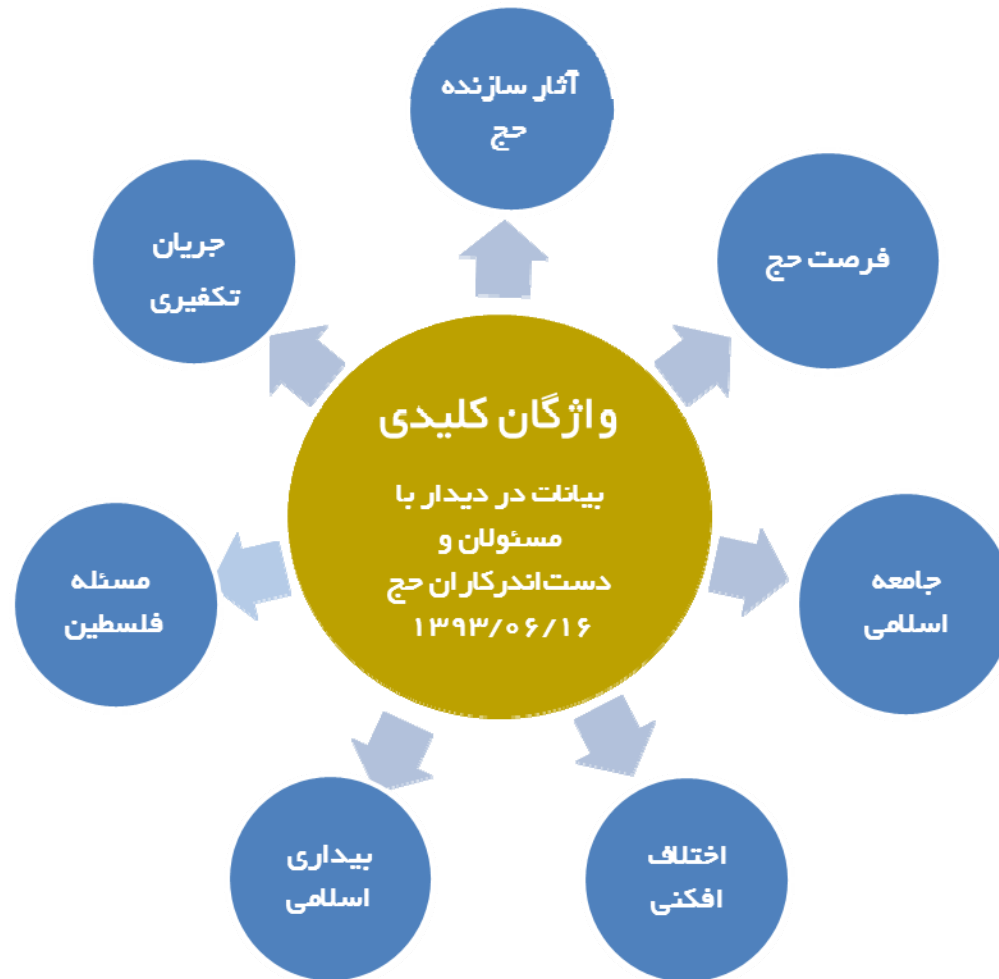 آثار سازنده
حج
فرصت حج
جریان
تکفیری
واژگان کلیدی
بیانات در دیدار با
مسئولان و
دست‌اندرکاران حج
۱۳۹۳/۰۶/۱۶
جامعه
اسلامی
مسئله
فلسطین
اختلاف
افکنی
بیداری
اسلامی